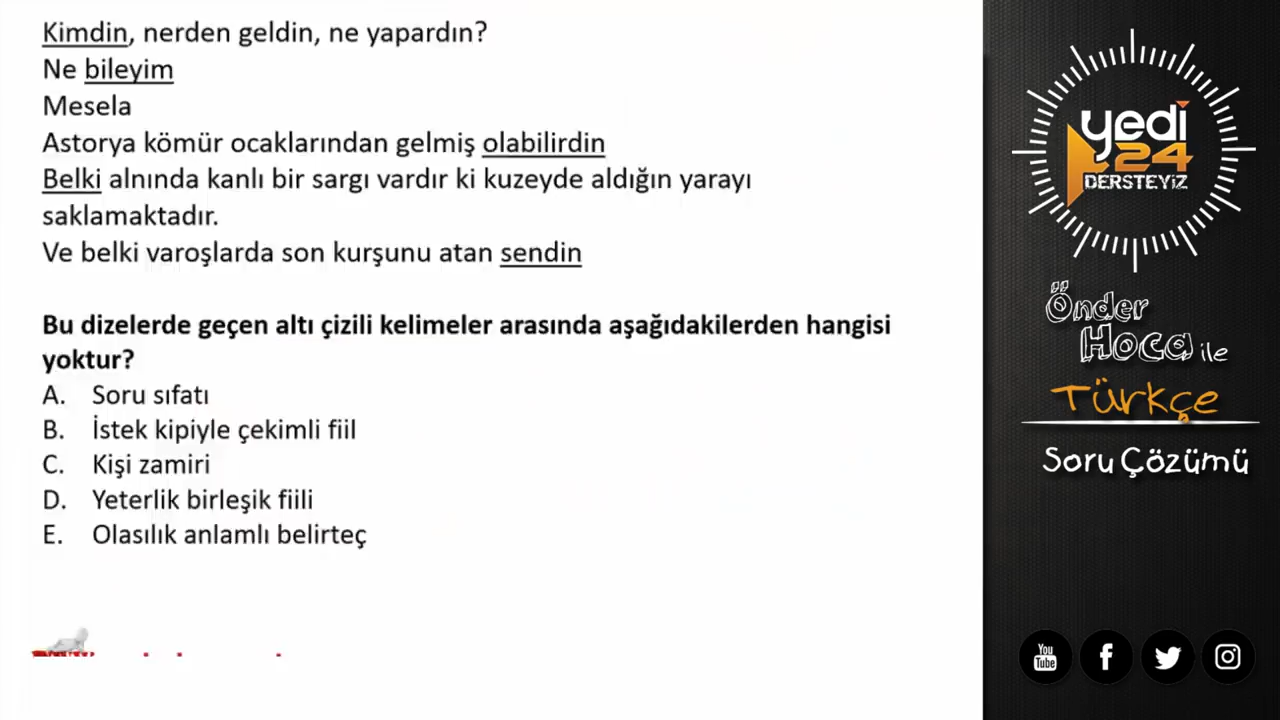 Kimdin, nerden geldin, ne yapardın?
Ne bileyim
Mesela
Astorya kömür ocaklarından gelmiş olabilirdin
Belki alnında kanlı bir sargı vardır ki kuzeyde aldığın yarayı
saklamaktadır.
Ve belki varoşlarda son kurşunu atan sendin
Bu dizelerde geçen altı çizili kelimeler arasında aşağıdakilerden hangisi
yoktur?
A. Soru sıfatı
B. İstek kipiyle çekimli fiil
C. Kişi zamiri
D. Yeterlik birleşik fiili
E. Olasılık anlamlı belirteç
yedi
24
DERSTEYİZ
Önder
Hoca ile
Türkçe
Soru Çözümü
You
Tube